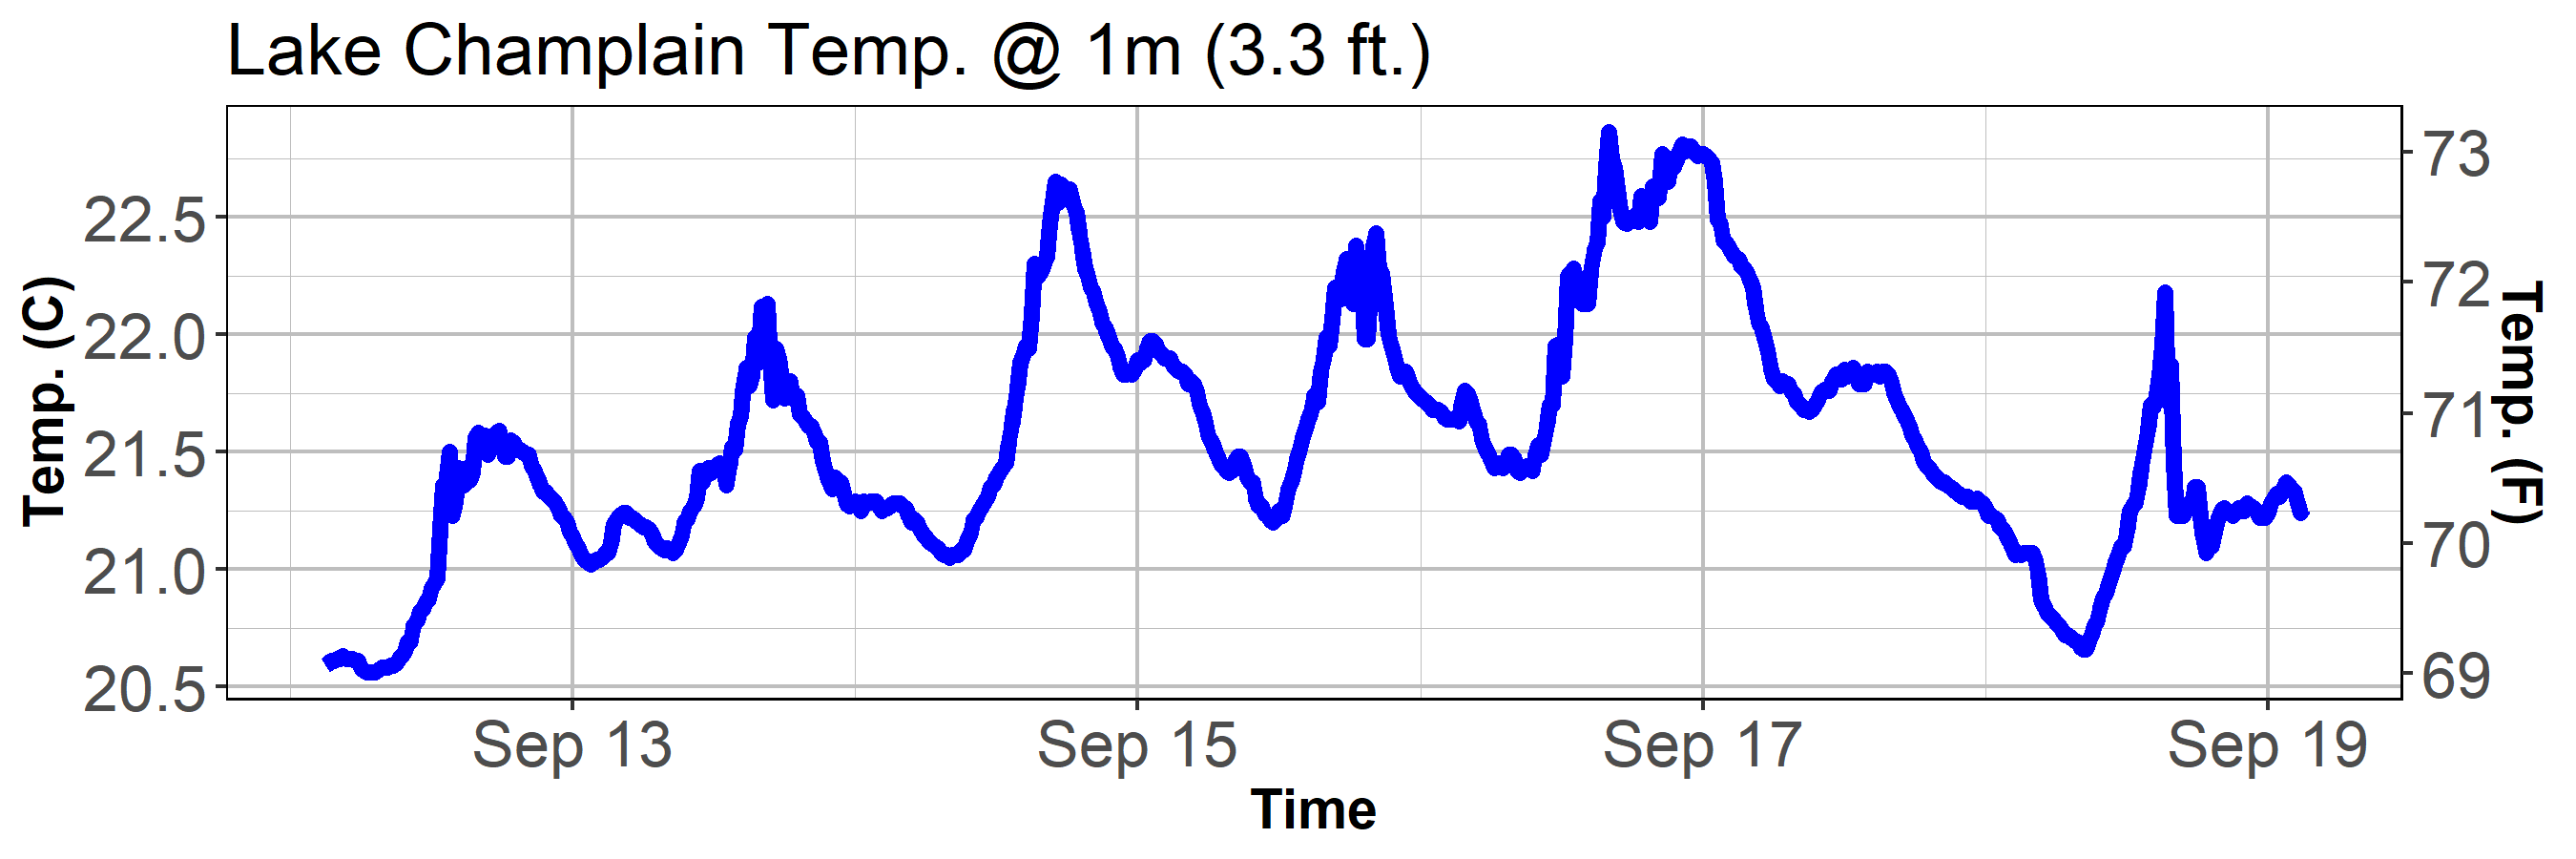 Lake Champlain Temp. @ 1m (3.3 ft.)
Temp. (C)
22.5
22.0
21.5
21.0
20.5
73
72
71
70
69
Temp. (F)
Sep 13
Sep 15
Sep 17
Sep 19
Time